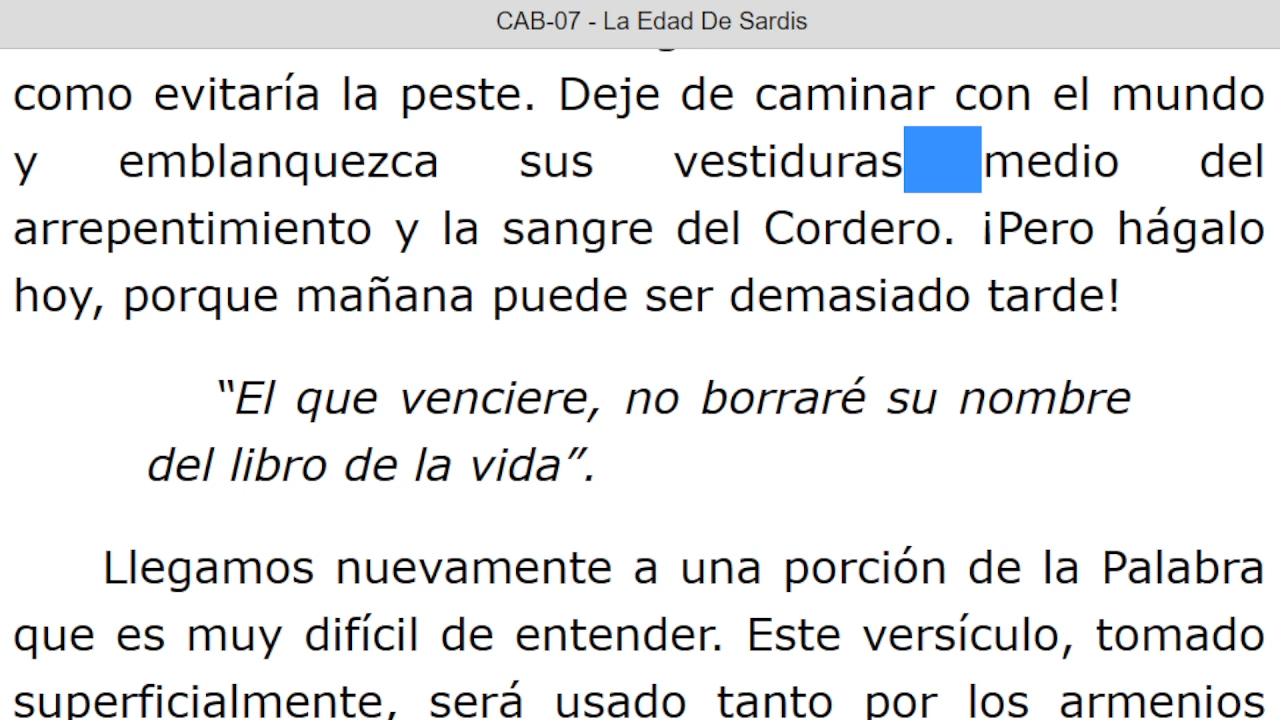 CAB-07 - La Edad De Sardis
como evitaría la peste. Deje de caminar con el mundo
y emblanquezca sus vestiduras medio del
arrepentimiento y la sangre del Cordero. ¡Pero hágalo
hoy, porque mañana puede ser demasiado tarde!
“El que venciere, no borraré su nombre
del libro de la vida”.
Llegamos nuevamente a una porción de la Palabra
que es muy difícil de entender. Este versículo, tomado
superficialmente, será usado tanto por los armenios